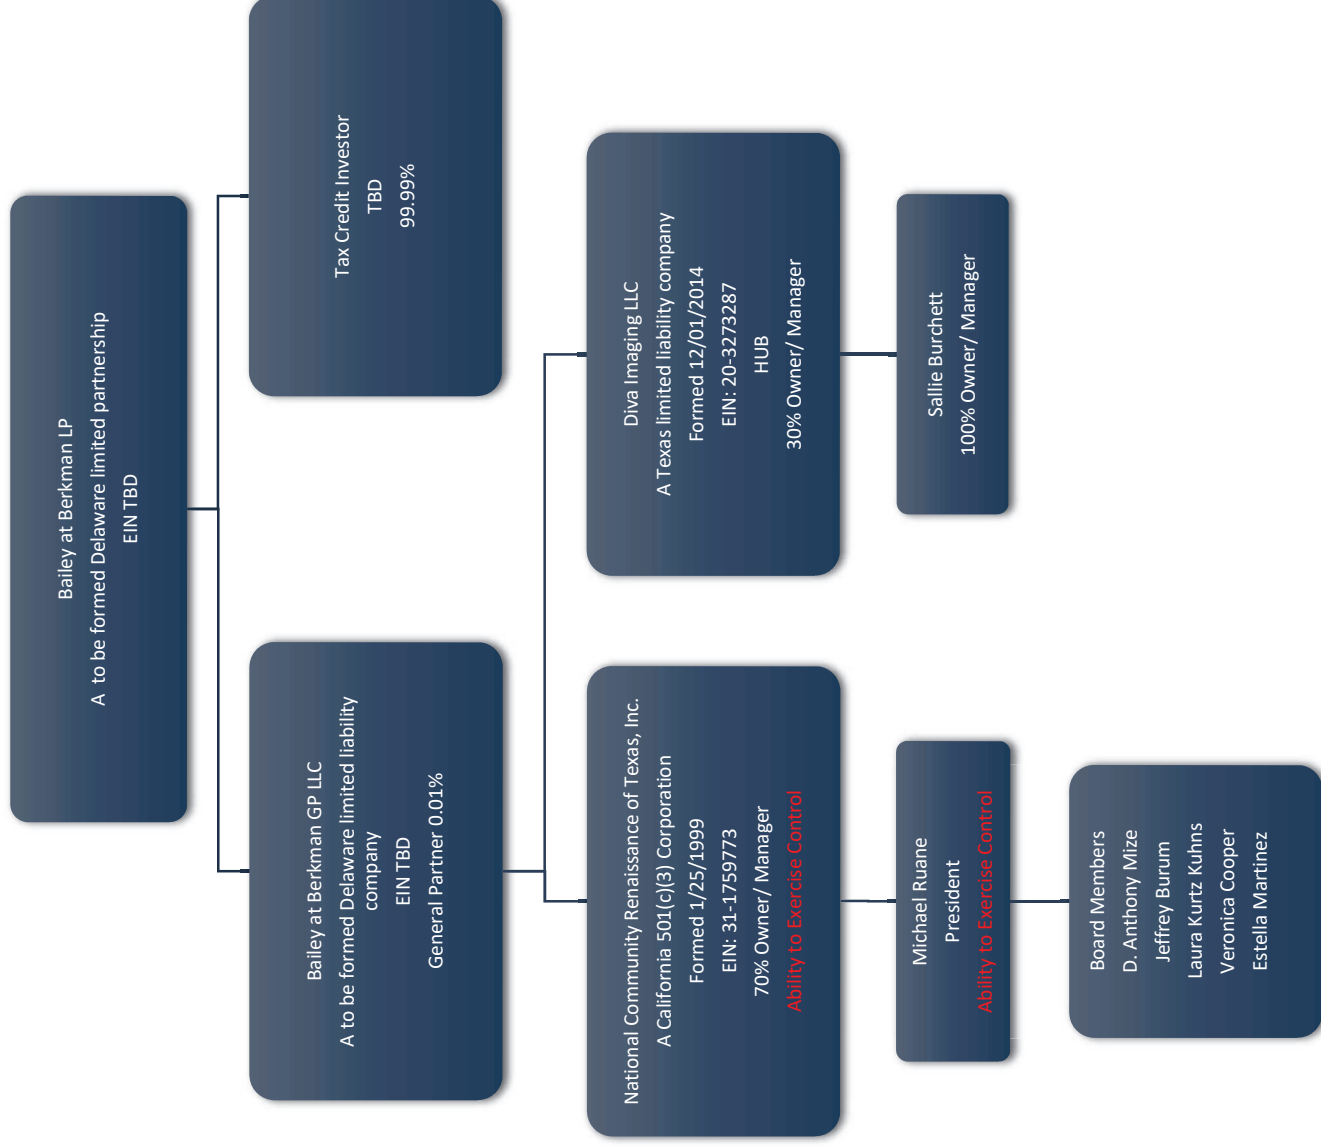 Bailey at Berkman LP
A to be formed Delaware limited partnership
EIN TBD
Bailey at Berkman GP LLC
A to be formed Delaware limited liability
company
EIN TBD
General Partner 0.01%
Tax Credit Investor
TBD
99.99%
National Community Renaissance of Texas, Inc.
A California 501(c)(3) Corporation
Formed 1/25/1999
EIN: 31-1759773
70% Owner/ Manager
Ability to Exercise Control
Diva Imaging LLC
A Texas limited liability company
Formed 12/01/2014
EIN: 20-3273287
HUB
30% Owner/ Manager
Michael Ruane
President
Ability to Exercise Control
Sallie Burchett
100% Owner/ Manager
Board Members
D. Anthony Mize
Jeffrey Burum
Laura Kurtz Kuhns
Veronica Cooper
Estella Martinez